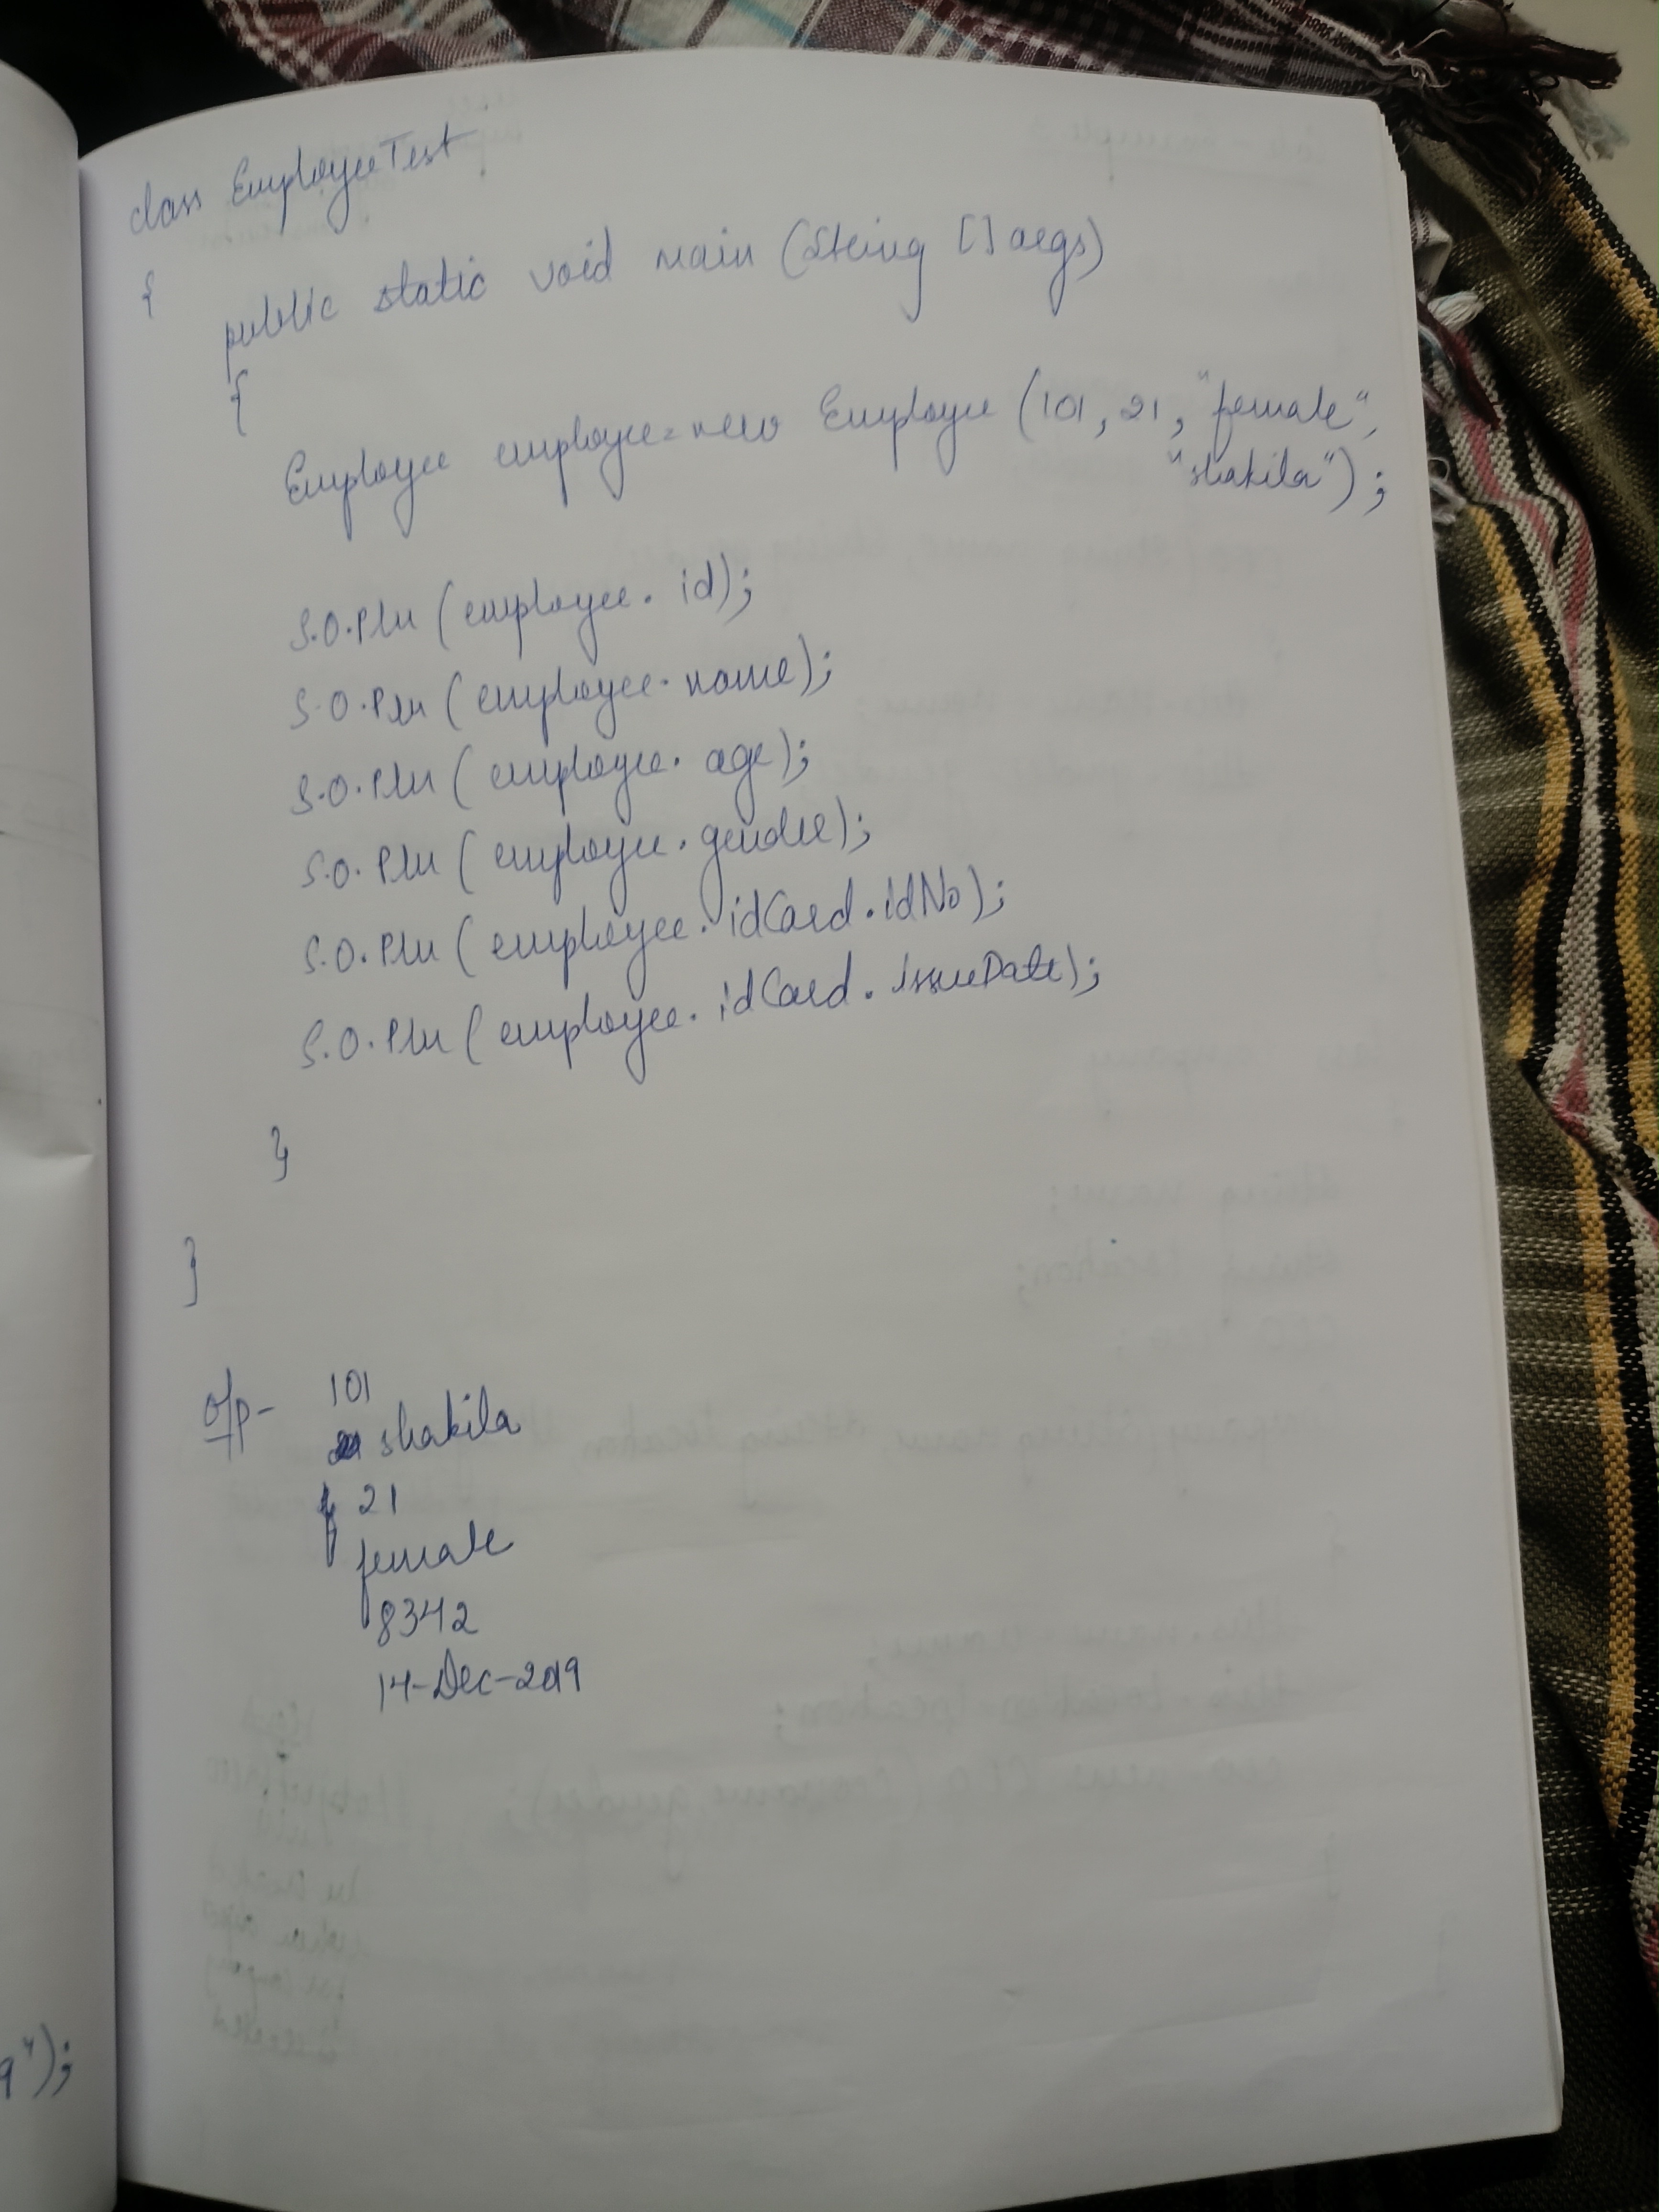 class EmployeeTest
{
public static void main (String [] args)
{
Employee employee = new Employee (101, 21, "female",
"shakila");
S.O.Pln (employee. id);
S.O.Pln (employee. name);
S.O.Pln (employee. age);
S.O.Pln (employee. gender);
S.O.Pln (employee. idCard. idNo);
S.O.Pln (employee. idCard. issueDate);
}
}
O/p- 101
shakila
21
female
8342
14-Dec-2019
9");